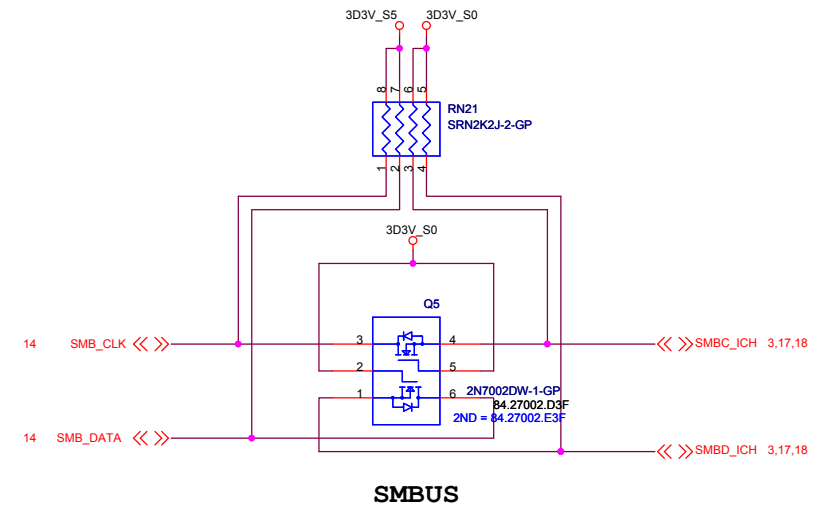 3D3V_S5 3D3V_S0
8 7 6 5
RN21
SRN2K2J-2-GP
1 2 3 4
3D3V_S0
Q5
14 SMB_CLK 3 4 SMBC_ICH 3,17,18
2 5
1 6 2N7002DW-1-GP
84.27002.D3F
2ND = 84.27002.E3F
14 SMB_DATA SMBD_ICH 3,17,18
SMBUS